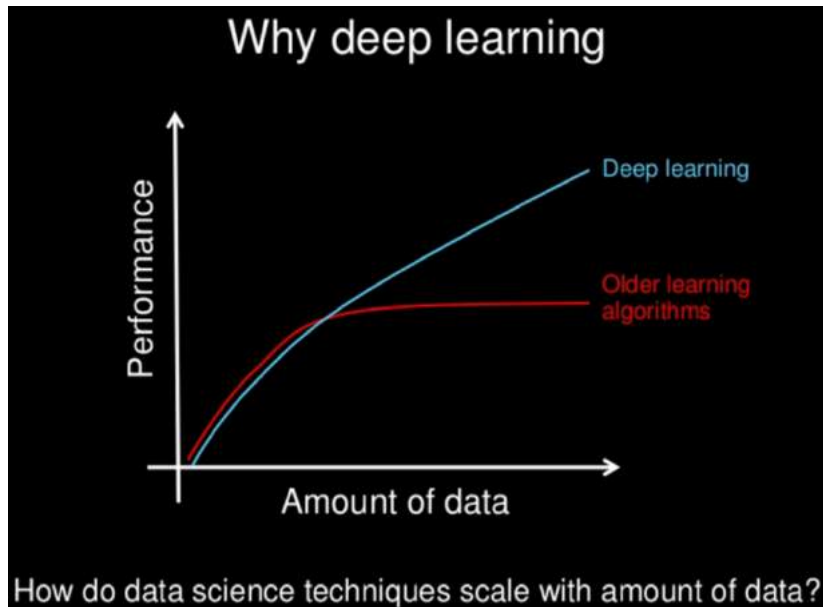 Why deep learning
Deep learning
Performance
Older learning
algorithms
Amount of data
How do data science techniques scale with amount of data?